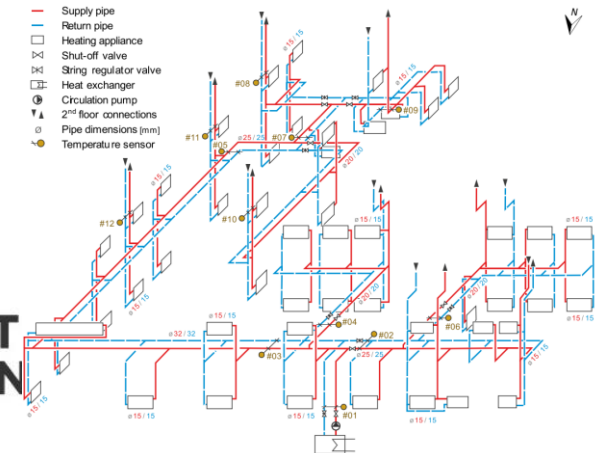 N
Supply pipe
Return pipe
Heating appliance
Shut-off valve
String regulator valve
Heat exchanger
Circulation pump
2nd floor connections
ø Pipe dimensions [mm]
Temperature sensor
#08
ø15/15
ø15/15
#09
#11
#05
ø25/25
#07
ø20/20
ø15/15
#12
#10
ø15/15
ø15/15
ø15/15
ø20/20
ø20/20
#04
#06
ø15/15
ø15/15
T
N
ø32/32
#02
#03
ø25/25
ø15/15
ø15/15
ø15/15
#01
ø15/15